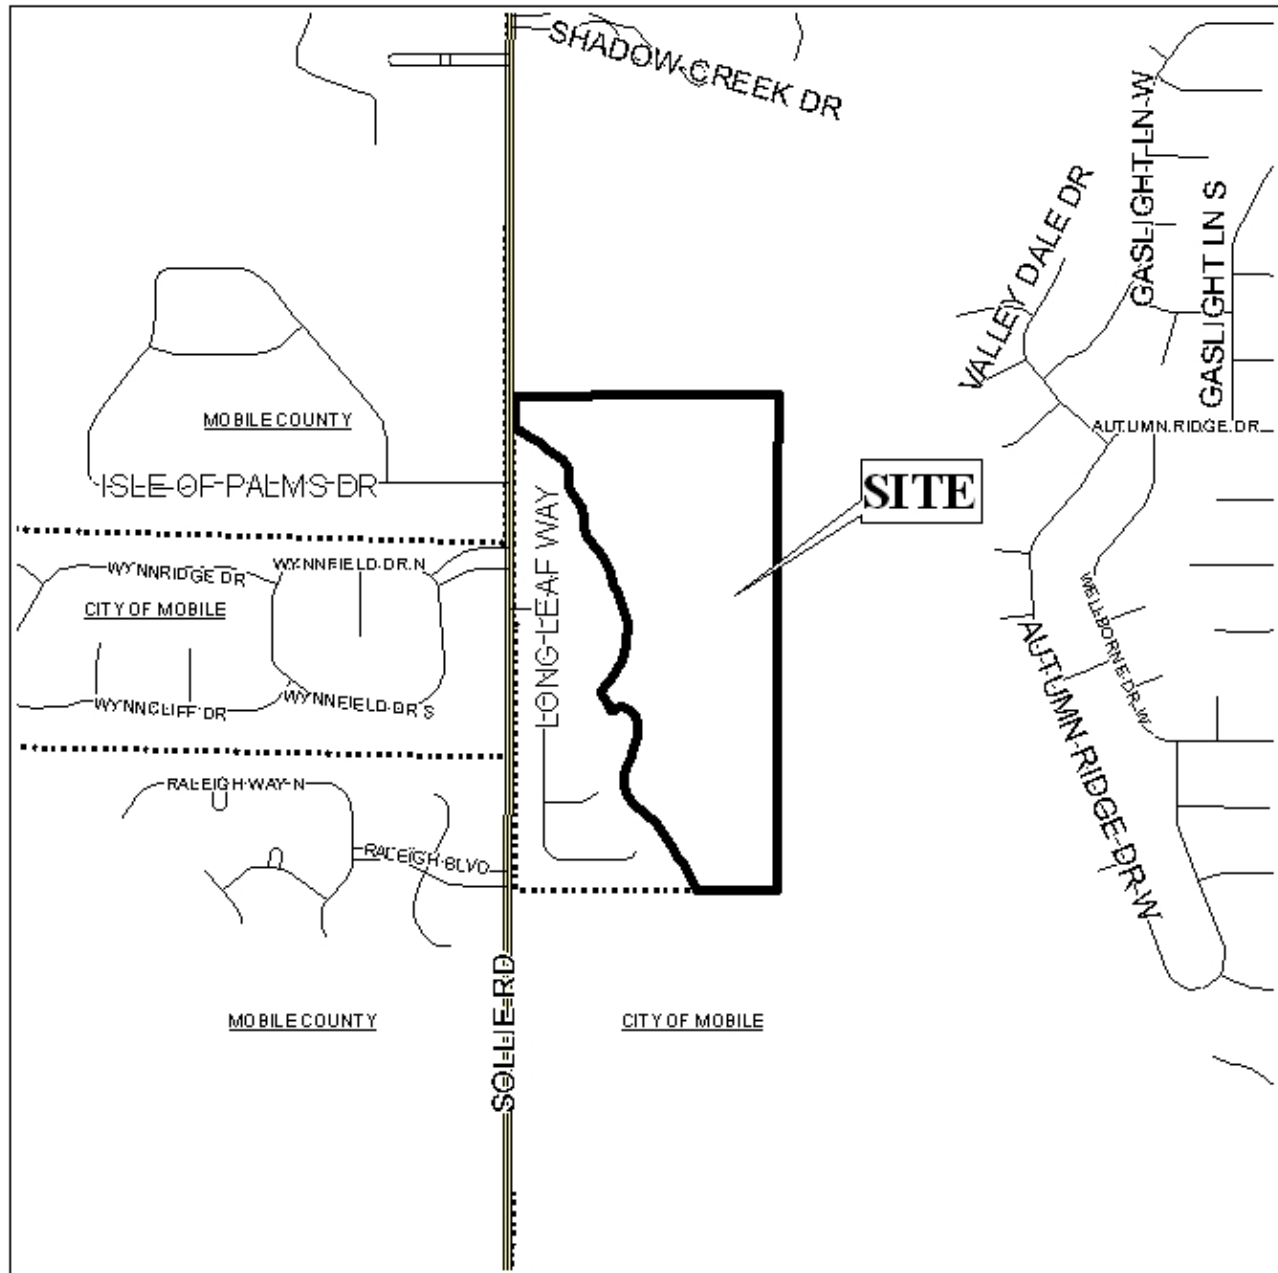 SHADOW CREEK DR
GASLIGHT LN W
VALLEY DALE DR
GASLIGHT LN S
MOBILE COUNTY
AUTUMN RIDGE DR
ISLE OF PALMS DR
SITE
LONG LEAF WAY
WYNNRIDGE DR
WYNNFIELD DR N
CITY OF MOBILE
WELLBORNE DR W
AUTUMN RIDGE DR W
WYNNCLIFF DR
WYNNFIELD DR S
RALEIGH WAY N
RALEIGH BLVD
SOLLIE RD
MOBILE COUNTY
CITY OF MOBILE